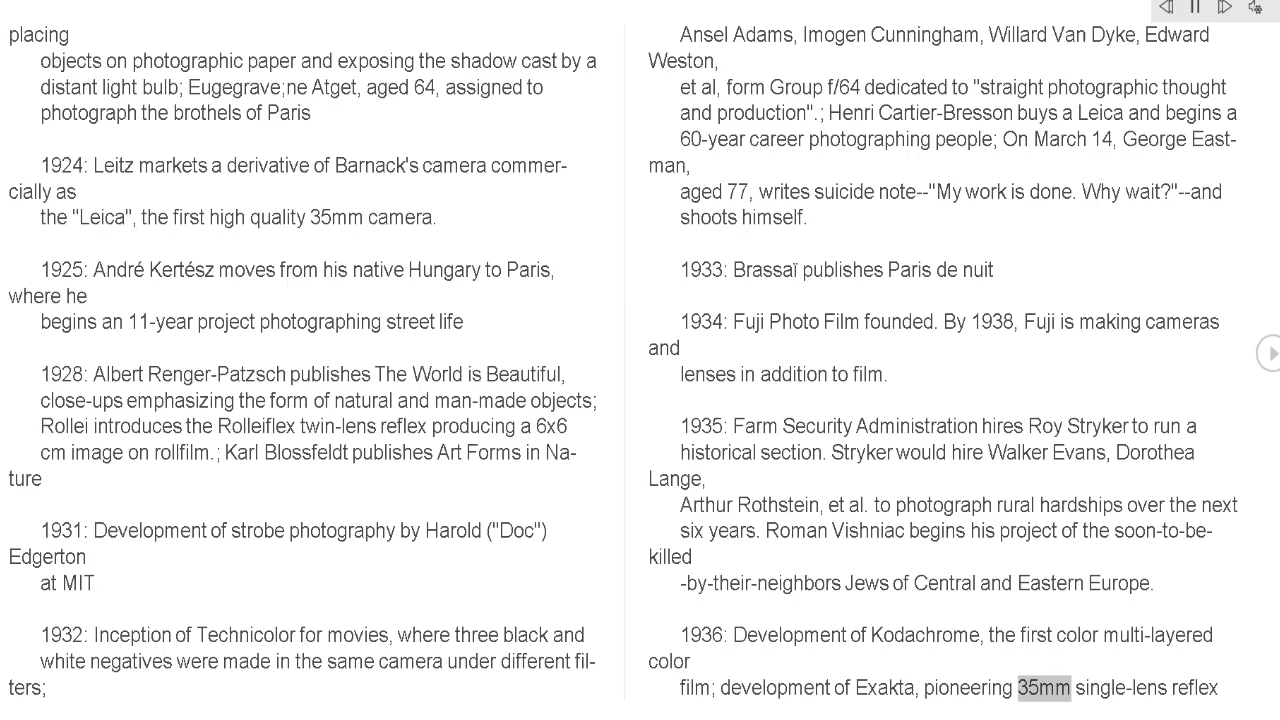 placing
objects on photographic paper and exposing the shadow cast by a
distant light bulb; Eugegrave;ne Atget, aged 64, assigned to
photograph the brothels of Paris
1924: Leitz markets a derivative of Barnack's camera commer-
cially as
the "Leica", the first high quality 35mm camera.
1925: André Kertész moves from his native Hungary to Paris,
where he
begins an 11-year project photographing street life
1928: Albert Renger-Patzsch publishes The World is Beautiful,
close-ups emphasizing the form of natural and man-made objects;
Rollei introduces the Rolleiflex twin-lens reflex producing a 6x6
cm image on rollfilm.; Karl Blossfeldt publishes Art Forms in Na-
ture
1931: Development of strobe photography by Harold ("Doc")
Edgerton
at MIT
1932: Inception of Technicolor for movies, where three black and
white negatives were made in the same camera under different fil-
ters;
Ansel Adams, Imogen Cunningham, Willard Van Dyke, Edward
Weston,
et al, form Group f/64 dedicated to "straight photographic thought
and production".; Henri Cartier-Bresson buys a Leica and begins a
60-year career photographing people; On March 14, George East-
man,
aged 77, writes suicide note--"My work is done. Why wait?"--and
shoots himself.
1933: Brassaï publishes Paris de nuit
1934: Fuji Photo Film founded. By 1938, Fuji is making cameras
and
lenses in addition to film.
1935: Farm Security Administration hires Roy Stryker to run a
historical section. Stryker would hire Walker Evans, Dorothea
Lange,
Arthur Rothstein, et al. to photograph rural hardships over the next
six years. Roman Vishniac begins his project of the soon-to-be-
killed
-by-their-neighbors Jews of Central and Eastern Europe.
1936: Development of Kodachrome, the first color multi-layered
color
film; development of Exakta, pioneering 35mm single-lens reflex